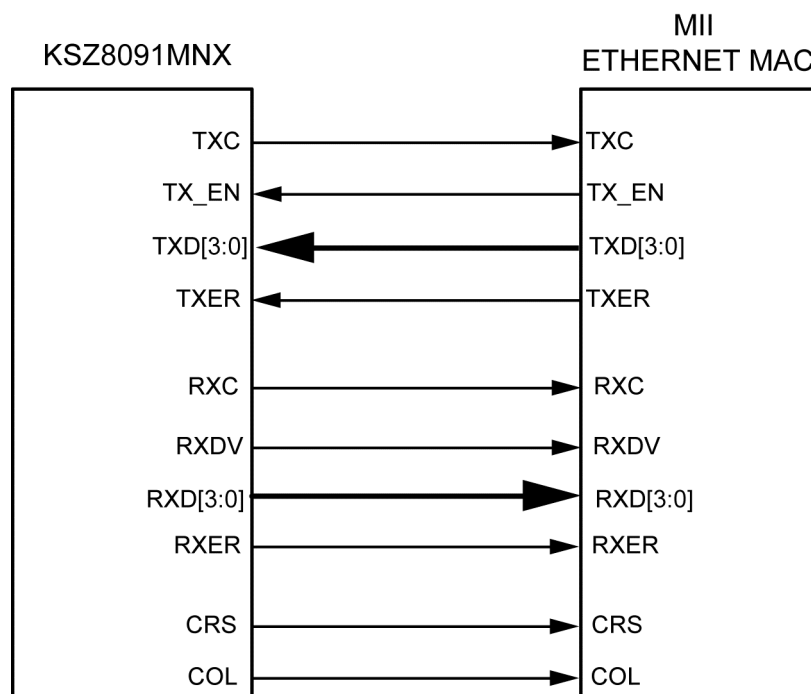 KSZ8091MNX
MII
ETHERNET MAC
TXC TXC
TX_EN TX_EN
TXD[3:0] TXD[3:0]
TXER TXER
RXC RXC
RXDV RXDV
RXD[3:0] RXD[3:0]
RXER RXER
CRS CRS
COL COL